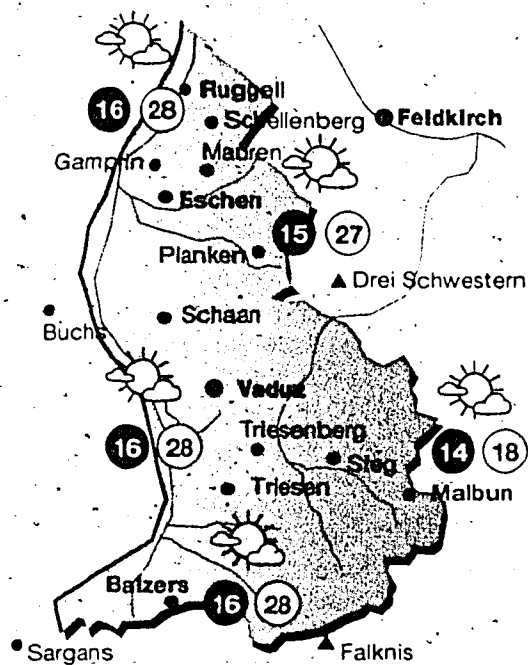 Ruggell
16 28
Schellenberg
Feldkirch
Mauren
Gamprin
Eschen
15 27
Planken
Drei Schwestern
Buchs
Schaan
Vaduz
16 28
Triesenberg
14 18
Steg
Triesen
Malbun
Balzers
16 28
Sargans
Falknis